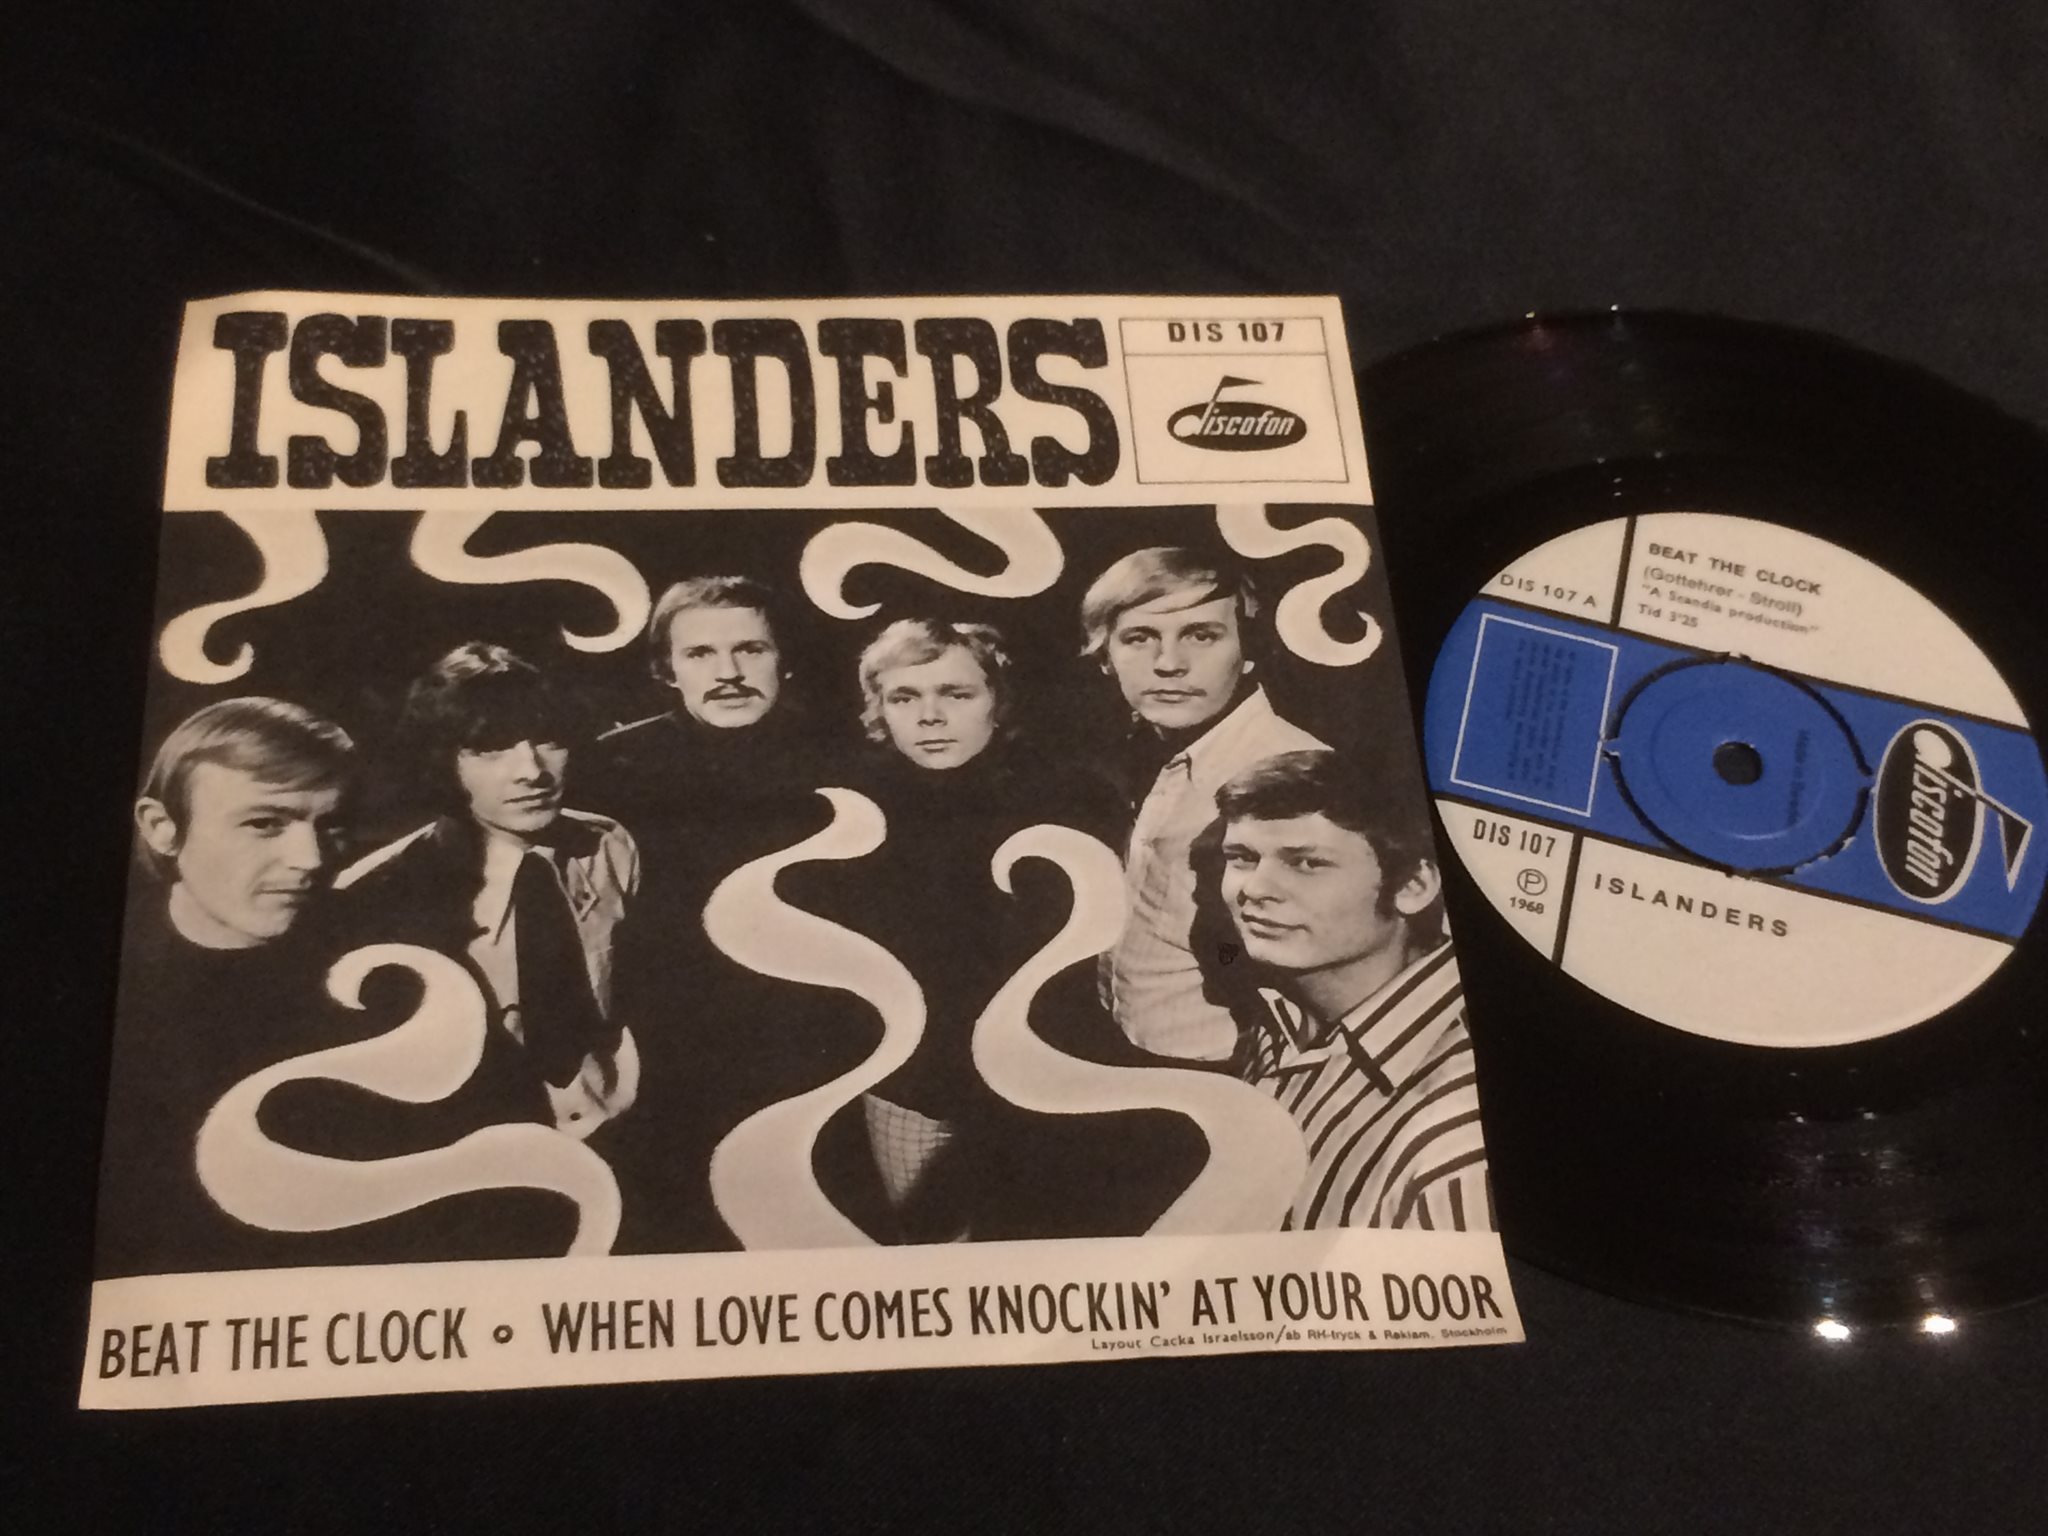 ISLANDERS
DIS 107
Discofon
BEAT THE CLOCK • WHEN LOVE COMES KNOCKIN' AT YOUR DOOR
Layout Cacka Israelsson/ab RH-tryck & Reklam. Stockholm
BEAT THE CLOCK
(Gottehrer - Stroll)
"A Scandia production"
Tid 3'25
DIS 107 A
Discofon
DIS 107
Ⓟ
1968
ISLANDERS